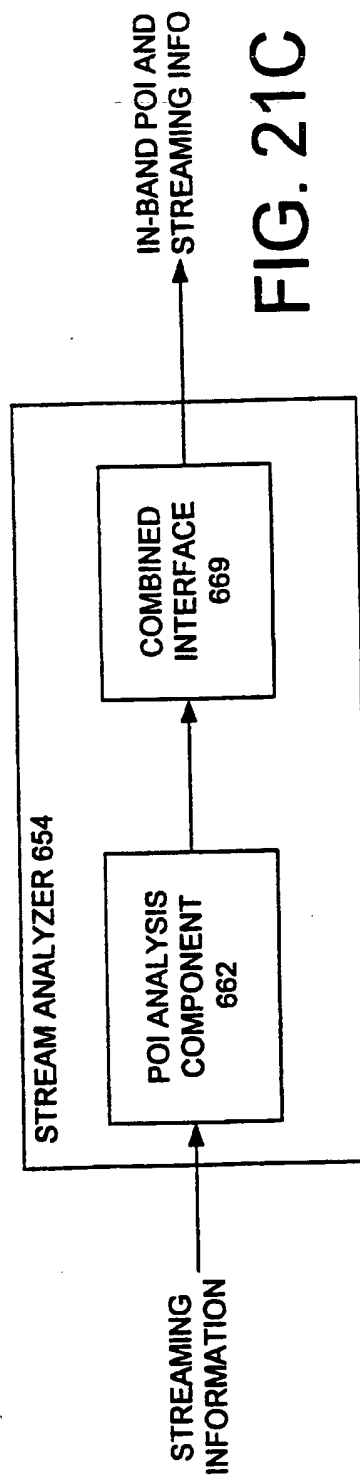 STREAMING
INFORMATION
STREAM ANALYZER 654
POI ANALYSIS
COMPONENT
662
COMBINED
INTERFACE
669
IN-BAND POI AND
STREAMING INFO
FIG. 21C